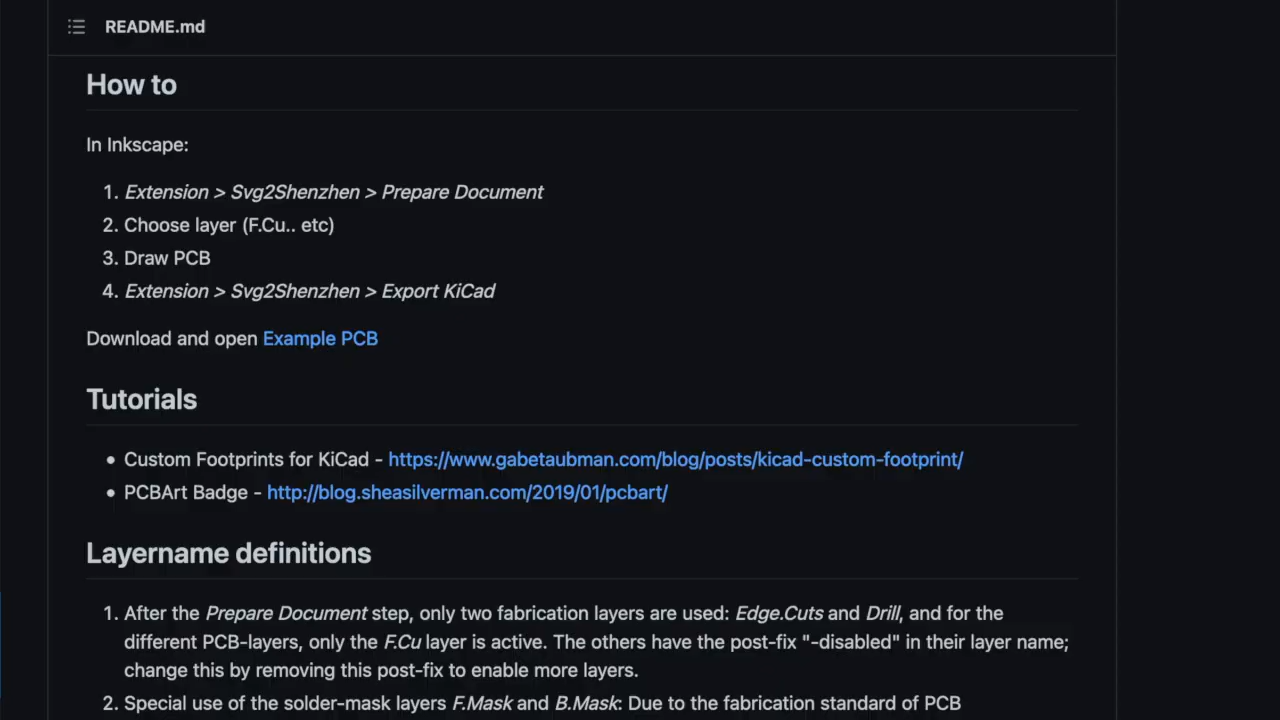 README.md
How to
In Inkscape:
1. Extension > Svg2Shenzhen > Prepare Document
2. Choose layer (F.Cu.. etc)
3. Draw PCB
4. Extension > Svg2Shenzhen > Export KiCad
Download and open Example PCB
Tutorials
• Custom Footprints for KiCad - https://www.gabetaubman.com/blog/posts/kicad-custom-footprint/
• PCBArt Badge - http://blog.sheasilverman.com/2019/01/pcbart/
Layername definitions
1. After the Prepare Document step, only two fabrication layers are used: Edge.Cuts and Drill, and for the
different PCB-layers, only the F.Cu layer is active. The others have the post-fix "-disabled" in their layer name;
change this by removing this post-fix to enable more layers.
2. Special use of the solder-mask layers F.Mask and B.Mask: Due to the fabrication standard of PCB